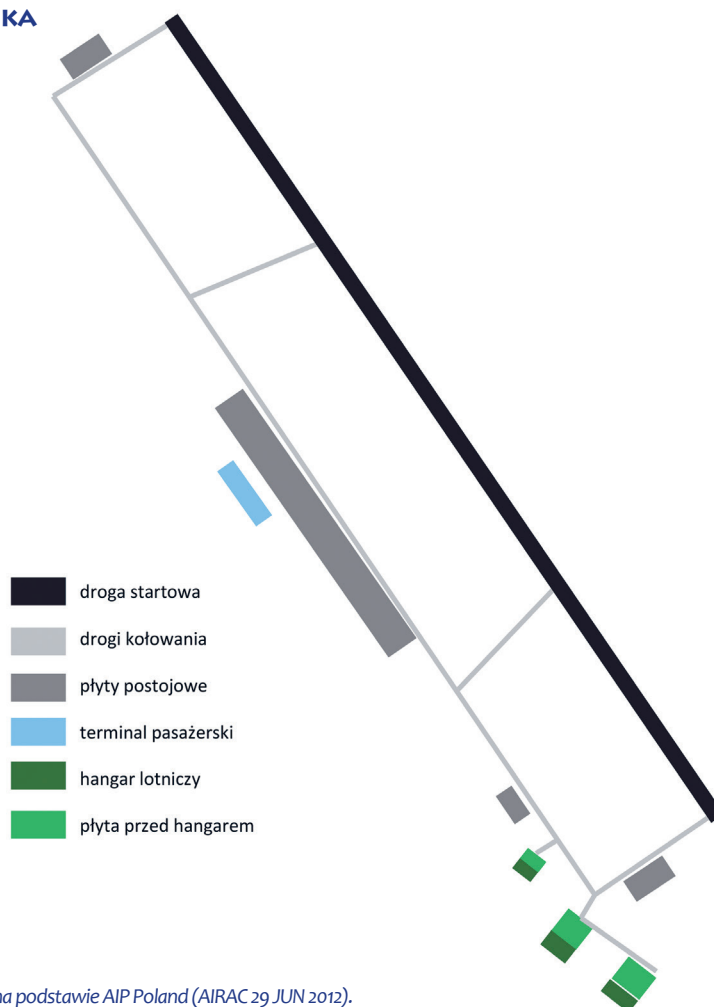 KA
droga startowa
drogi kołowania
płyty postojowe
terminal pasażerski
hangar lotniczy
płyta przed hangarem
na podstawie AIP Poland (AIRAC 29 JUN 2012).